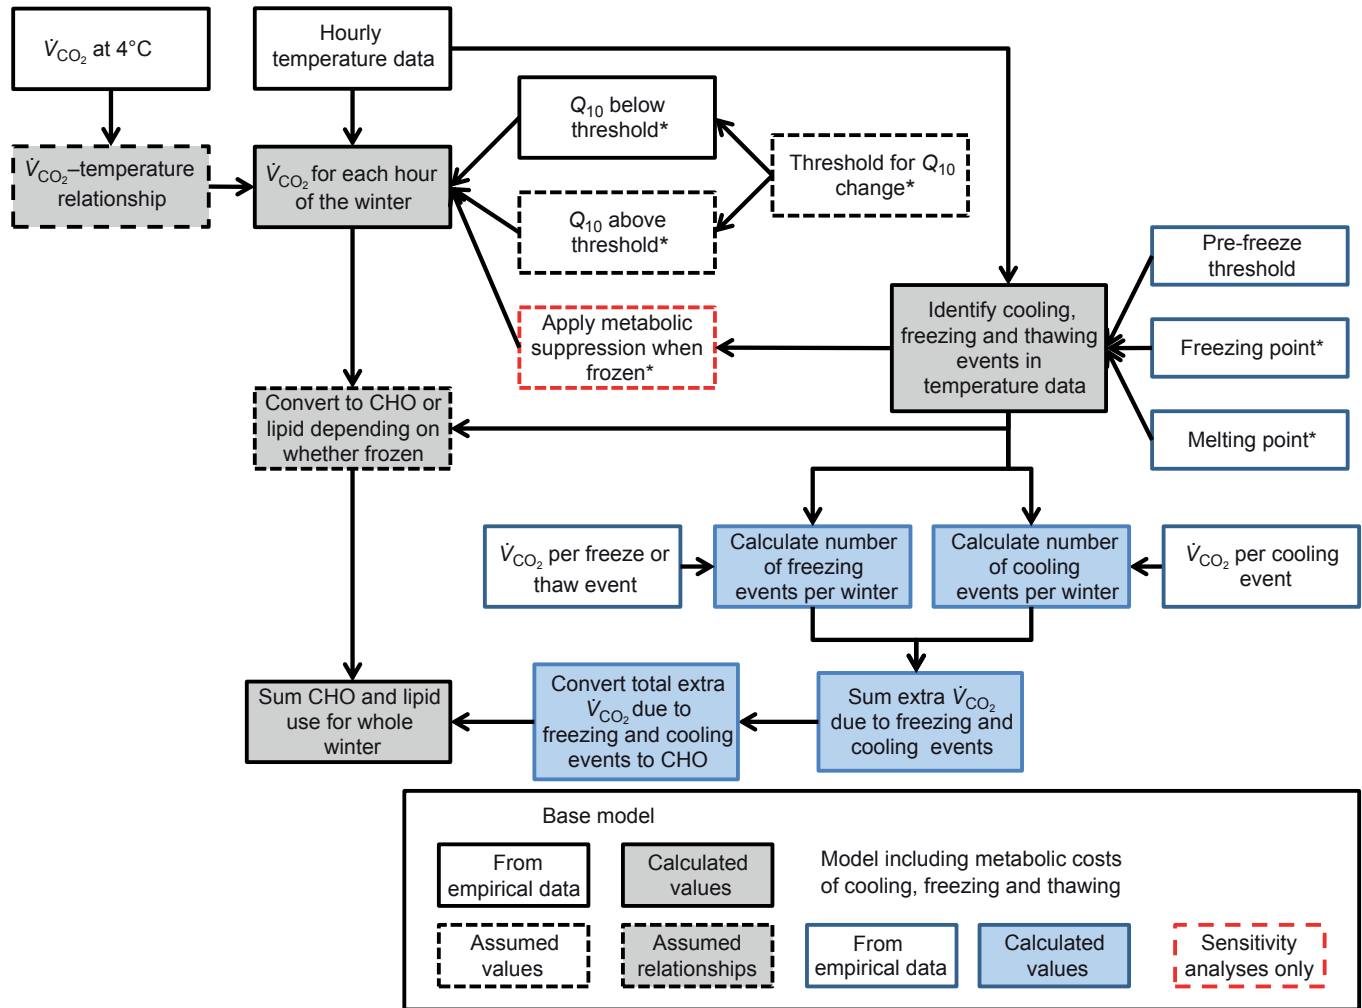 V̇CO₂ at 4°C
Hourly
temperature data
Q₁₀ below
threshold*
Threshold for Q₁₀
change*
V̇CO₂–temperature
relationship
V̇CO₂ for each hour
of the winter
Q₁₀ above
threshold*
Pre-freeze
threshold
Identify cooling,
freezing and thawing
events in
temperature data
Apply metabolic
suppression when
frozen*
Freezing point*
Melting point*
Convert to CHO or
lipid depending on
whether frozen
V̇CO₂ per freeze or
thaw event
Calculate number
of freezing
events per winter
Calculate number
of cooling
events per winter
V̇CO₂ per cooling
event
Sum CHO and lipid
use for whole
winter
Convert total extra
V̇CO₂ due to
freezing and cooling
events to CHO
Sum extra V̇CO₂
due to freezing and
cooling events
Base model
From
empirical data
Calculated
values
Model including metabolic costs
of cooling, freezing and thawing
Assumed
values
Assumed
relationships
From
empirical data
Calculated
values
Sensitivity
analyses only